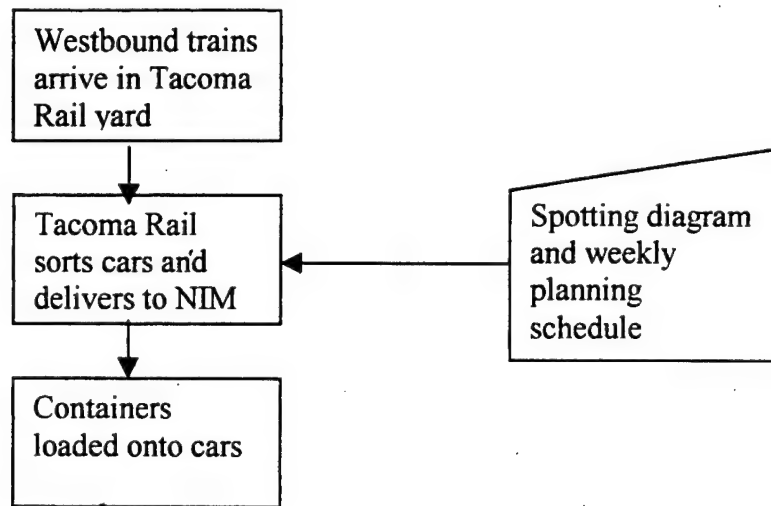 Westbound trains
arrive in Tacoma
Rail yard
Tacoma Rail
sorts cars and
delivers to NIM
Spotting diagram
and weekly
planning
schedule
Containers
loaded onto cars